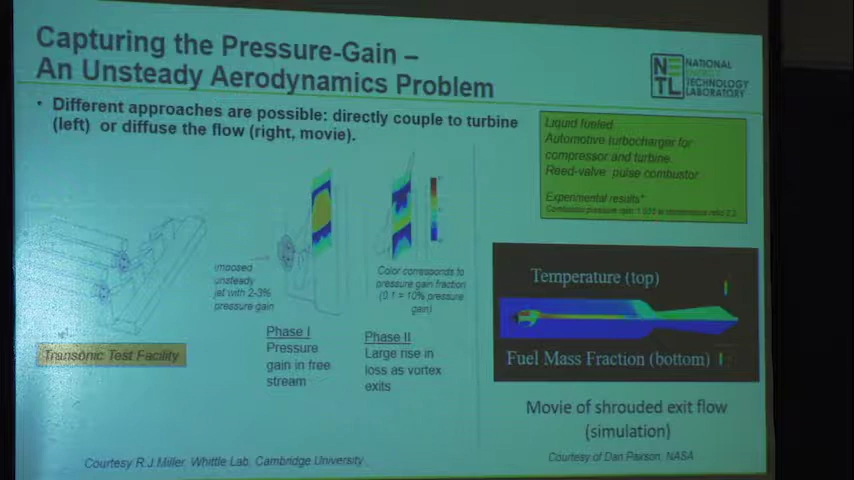 Capturing the Pressure-Gain –
An Unsteady Aerodynamics Problem
NETL
NATIONAL
ENERGY
TECHNOLOGY
LABORATORY
• Different approaches are possible: directly couple to turbine
(left) or diffuse the flow (right, movie).
Liquid fueled
Automotive turbocharger for
compressor and turbine.
Reed-valve pulse combustor
Experimental results*
Combustor pressure ratio
imposed
unsteady
jet with 2-3%
pressure gain
Color corresponds to
pressure gain fraction
(0.1 = 10% pressure
gain)
Transonic Test Facility
Phase I
Pressure
gain in free
stream
Phase II
Large rise in
loss as vortex
exits
Temperature (top)
Fuel Mass Fraction (bottom)
Movie of shrouded exit flow
(simulation)
Courtesy R.J.Miller, Whittle Lab, Cambridge University
Courtesy of Dan Paxson, NASA